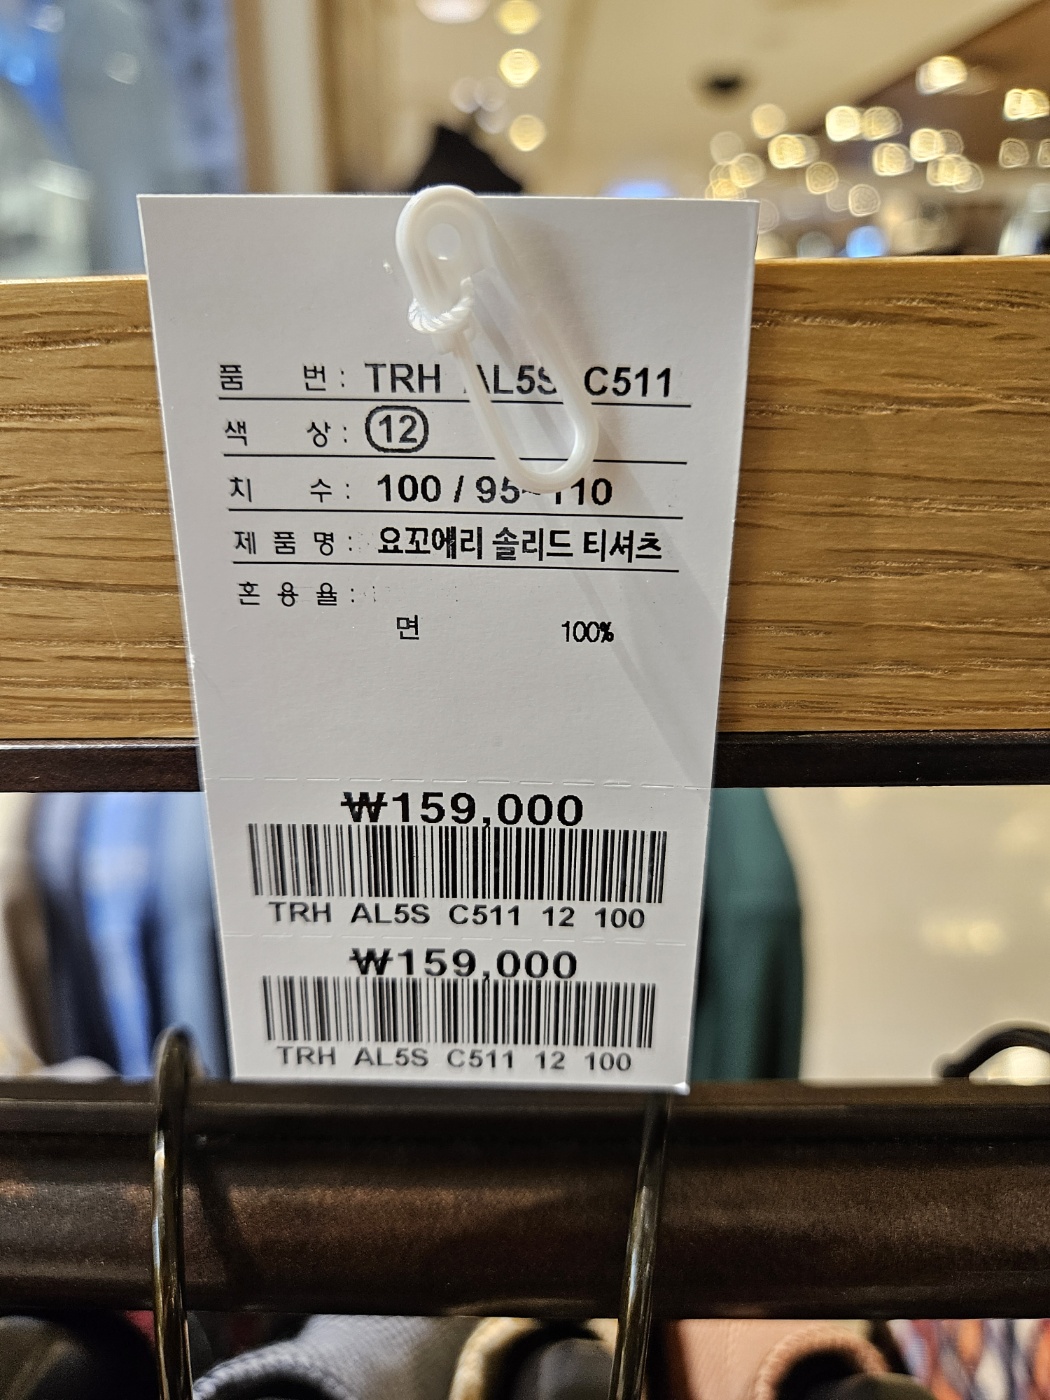 품 번 : TRH AL5S C511
색 상 : 12
치 수 : 100 / 95~110
제 품 명 : 요꼬에리 솔리드 티셔츠
혼 용 율 :
면 100%
₩159,000
TRH AL5S C511 12 100
₩159,000
TRH AL5S C511 12 100